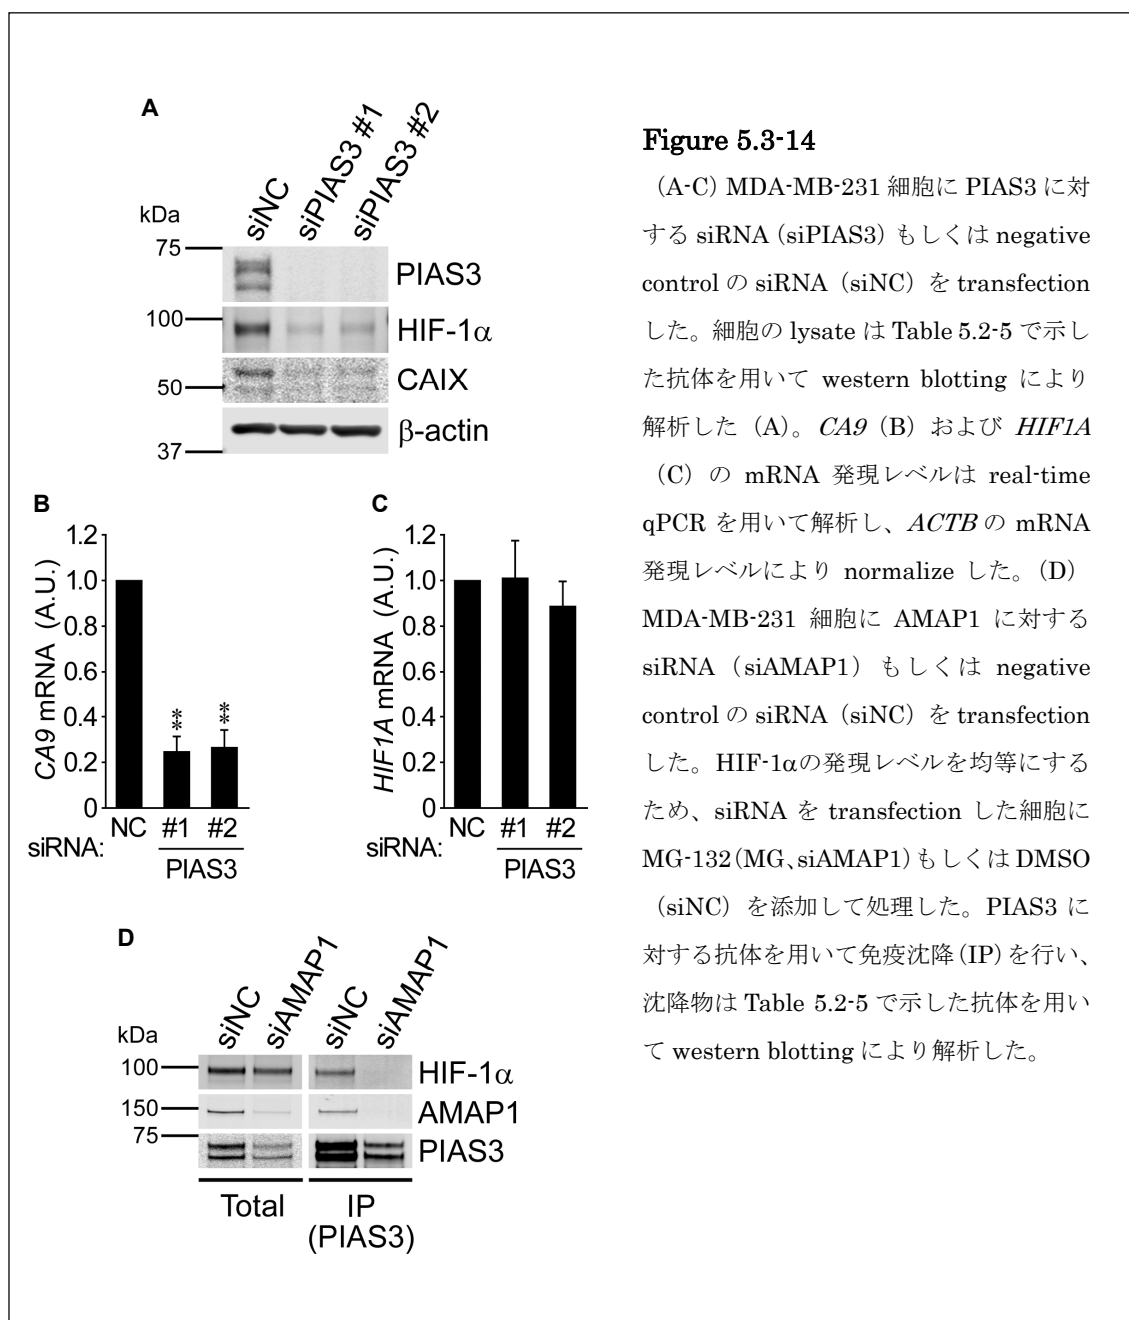 A
siNC
siPIAS3 #1
siPIAS3 #2
kDa
75
PIAS3
100
HIF-1α
CAIX
50
β-actin
37
B
CA9 mRNA (A.U.)
1.2
1.0
0.8
0.6
0.4
0.2
0
**
**
NC #1 #2
siRNA:
PIAS3
C
HIF1A mRNA (A.U.)
1.2
1.0
0.8
0.6
0.4
0.2
0
NC #1 #2
siRNA:
PIAS3
D
siNC
siAMAP1
siNC
siAMAP1
kDa
100
HIF-1α
150
AMAP1
75
PIAS3
Total
IP
(PIAS3)
Figure 5.3-14
(A-C) MDA-MB-231 細胞に PIAS3 に対
する siRNA（siPIAS3）もしくは negative
control の siRNA（siNC）を transfection
した。細胞の lysate は Table 5.2-5 で示し
た抗体を用いて western blotting により
解析した（A）。CA9（B）および HIF1A
（C）の mRNA 発現レベルは real-time
qPCR を用いて解析し、ACTB の mRNA
発現レベルにより normalize した。(D)
MDA-MB-231 細胞に AMAP1 に対する
siRNA（siAMAP1）もしくは negative
control の siRNA（siNC）を transfection
した。HIF-1αの発現レベルを均等にする
ため、siRNA を transfection した細胞に
MG-132(MG、siAMAP1)もしくは DMSO
（siNC）を添加して処理した。PIAS3 に
対する抗体を用いて免疫沈降(IP)を行い、
沈降物は Table 5.2-5 で示した抗体を用い
て western blotting により解析した。